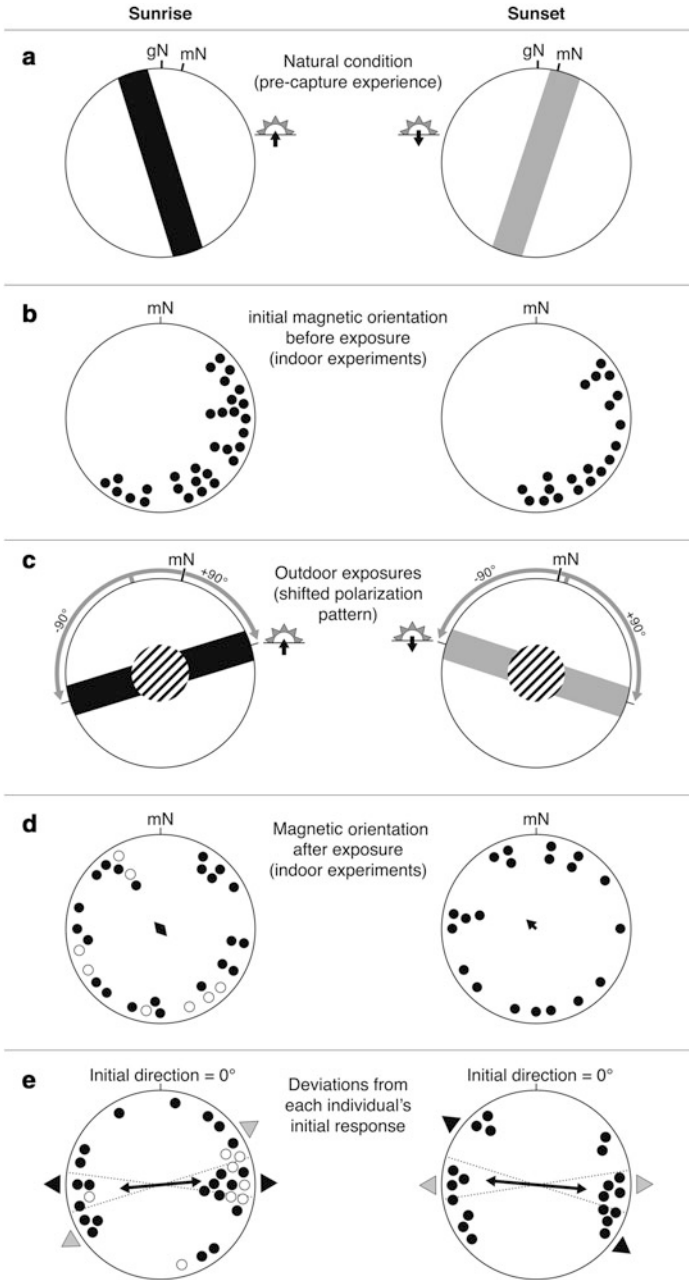 Sunrise
Sunset
a
gN
mN
Natural condition
(pre-capture experience)
gN
mN
b
mN
initial magnetic orientation
before exposure
(indoor experiments)
mN
c
mN
-90°
+90°
Outdoor exposures
(shifted polarization
pattern)
mN
-90°
+90°
d
mN
Magnetic orientation
after exposure
(indoor experiments)
mN
e
Initial direction = 0°
Deviations from
each individual's
initial response
Initial direction = 0°